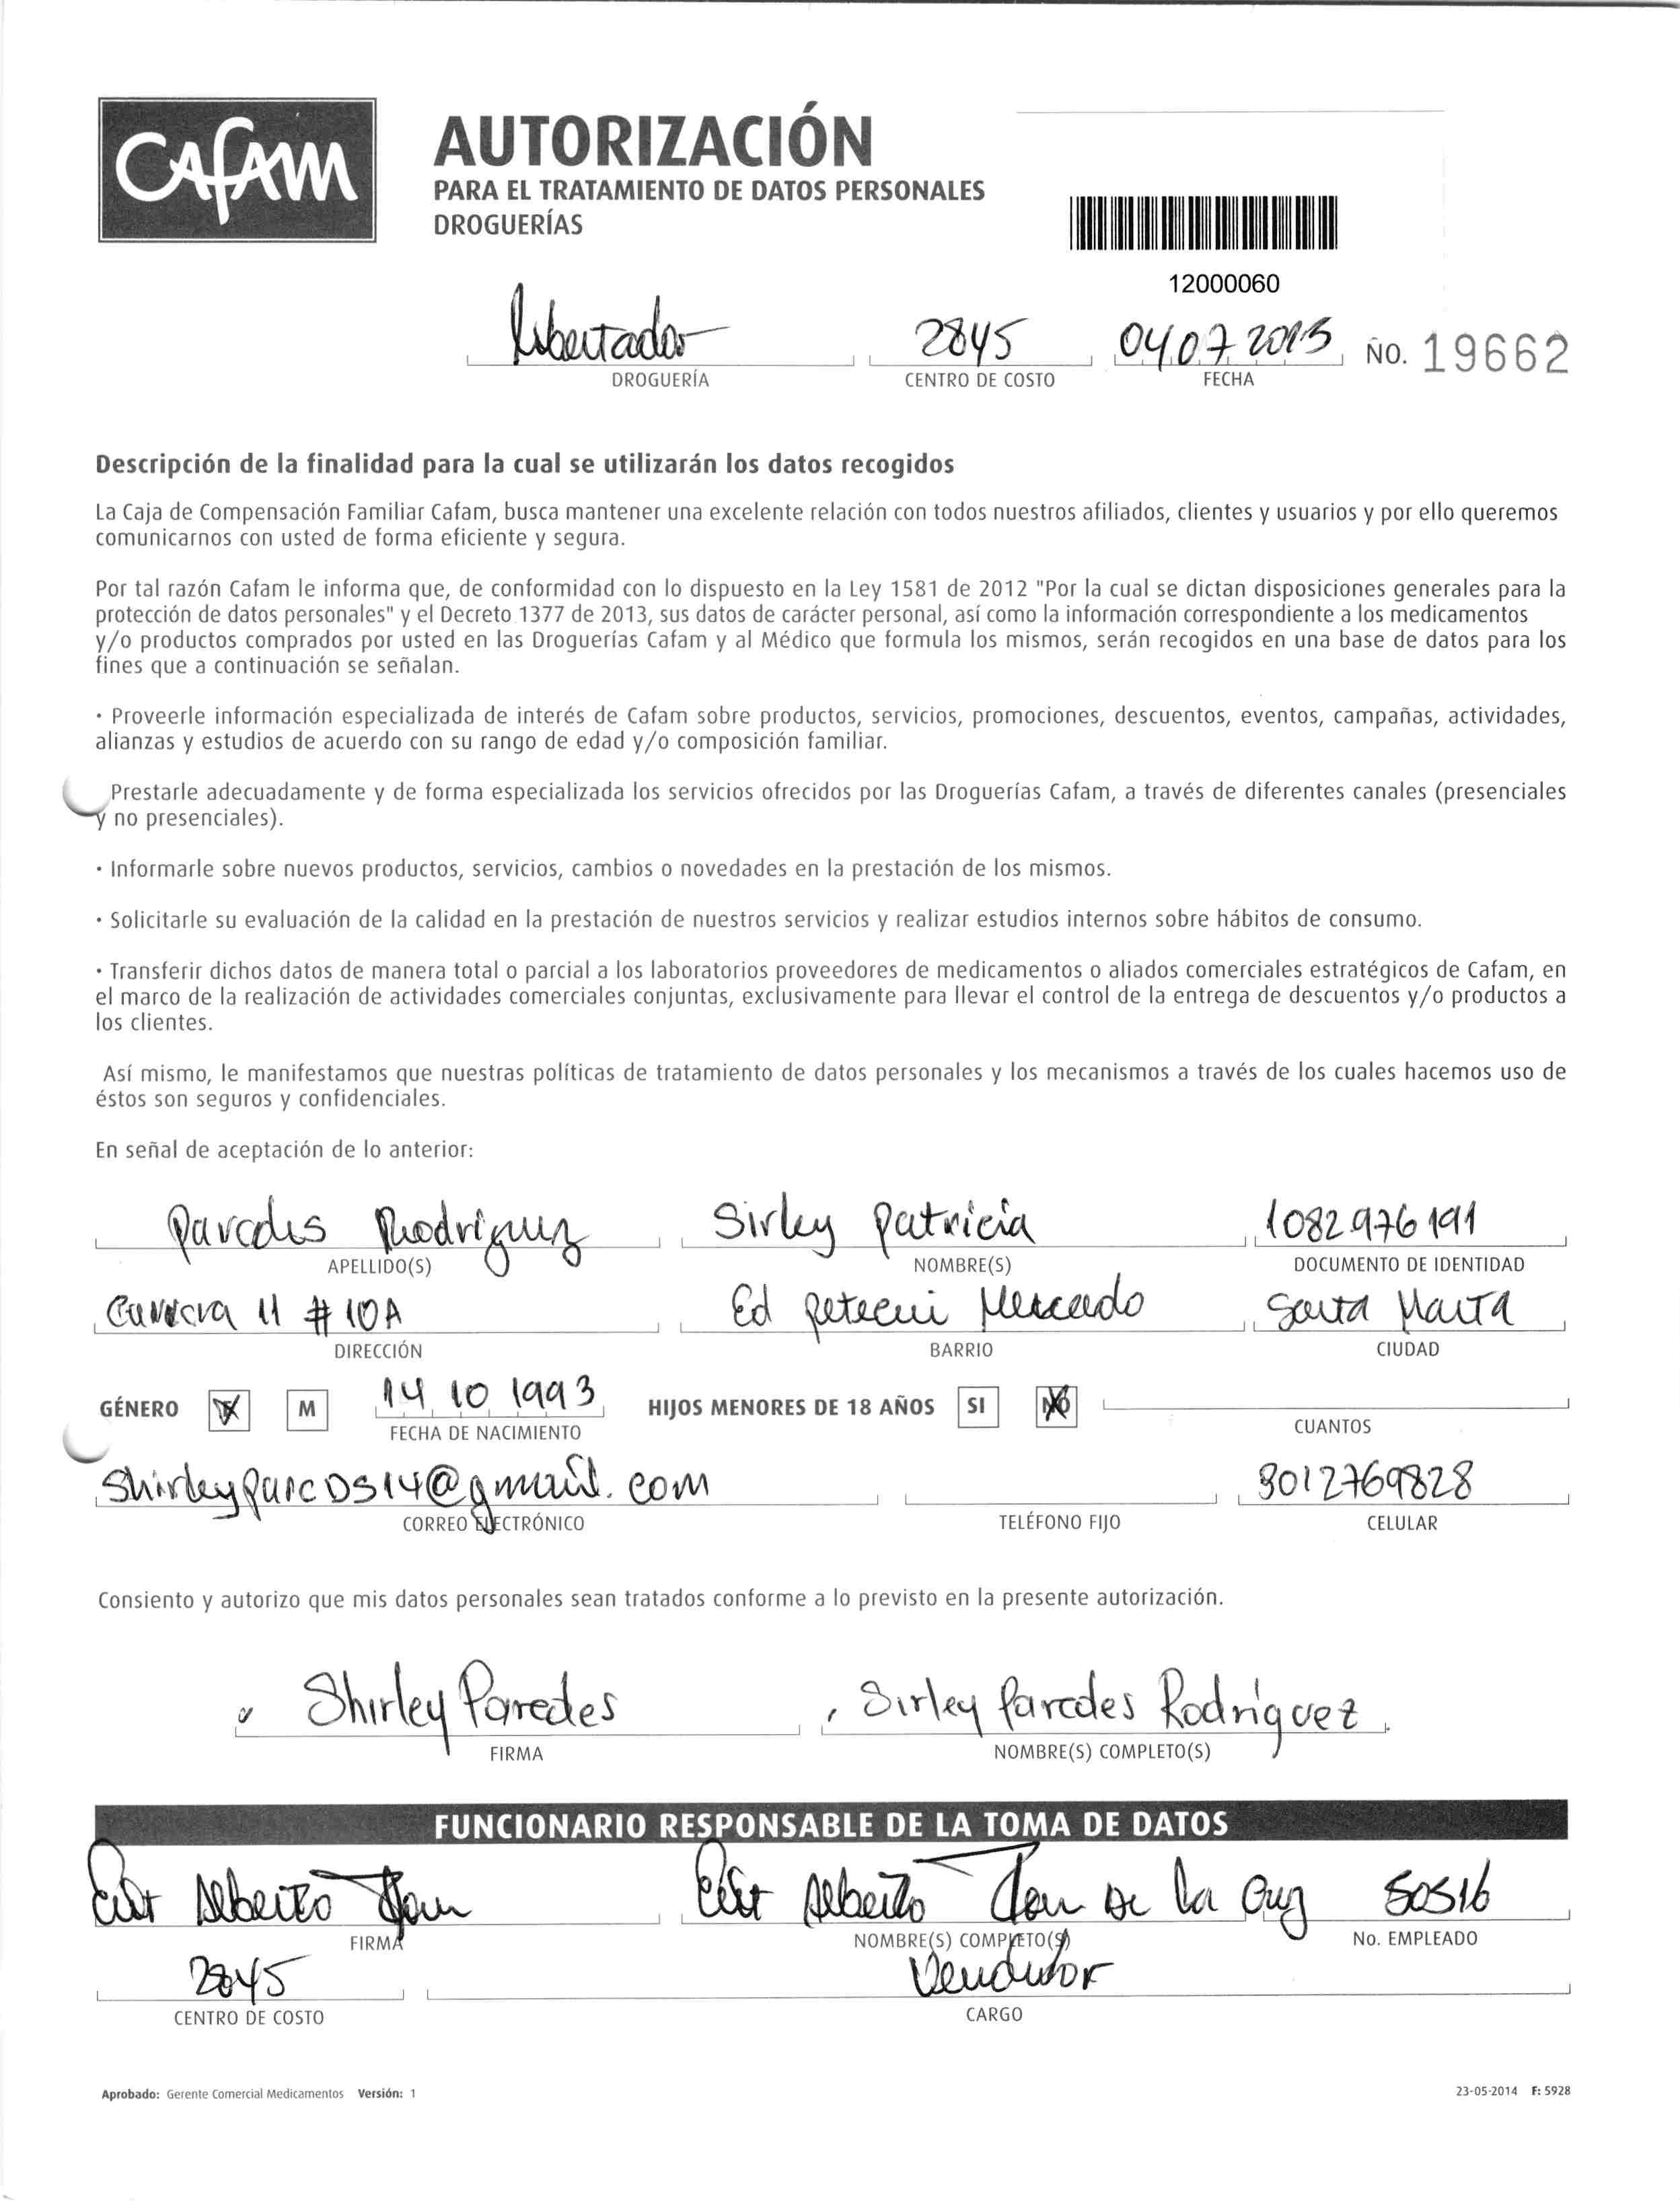 CAFAM
AUTORIZACIÓN
PARA EL TRATAMIENTO DE DATOS PERSONALES
DROGUERÍAS
12000060
Libertador 2845 04 07 2015 No. 19662
DROGUERÍA CENTRO DE COSTO FECHA
Descripción de la finalidad para la cual se utilizarán los datos recogidos
La Caja de Compensación Familiar Cafam, busca mantener una excelente relación con todos nuestros afiliados, clientes y usuarios y por ello queremos
comunicarnos con usted de forma eficiente y segura.
Por tal razón Cafam le informa que, de conformidad con lo dispuesto en la Ley 1581 de 2012 "Por la cual se dictan disposiciones generales para la
protección de datos personales" y el Decreto 1377 de 2013, sus datos de carácter personal, así como la información correspondiente a los medicamentos
y/o productos comprados por usted en las Droguerías Cafam y al Médico que formula los mismos, serán recogidos en una base de datos para los
fines que a continuación se señalan.
· Proveerle información especializada de interés de Cafam sobre productos, servicios, promociones, descuentos, eventos, campañas, actividades,
alianzas y estudios de acuerdo con su rango de edad y/o composición familiar.
Prestarle adecuadamente y de forma especializada los servicios ofrecidos por las Droguerías Cafam, a través de diferentes canales (presenciales
y no presenciales).
· Informarle sobre nuevos productos, servicios, cambios o novedades en la prestación de los mismos.
· Solicitarle su evaluación de la calidad en la prestación de nuestros servicios y realizar estudios internos sobre hábitos de consumo.
· Transferir dichos datos de manera total o parcial a los laboratorios proveedores de medicamentos o aliados comerciales estratégicos de Cafam, en
el marco de la realización de actividades comerciales conjuntas, exclusivamente para llevar el control de la entrega de descuentos y/o productos a
los clientes.
Así mismo, le manifestamos que nuestras políticas de tratamiento de datos personales y los mecanismos a través de los cuales hacemos uso de
éstos son seguros y confidenciales.
En señal de aceptación de lo anterior:
Paredes Rodriguez Sirley Patricia 1082976191
APELLIDO(S) NOMBRE(S) DOCUMENTO DE IDENTIDAD
Carrera 11 # 10A Ed Mercado Santa Marta
DIRECCIÓN BARRIO CIUDAD
GÉNERO F M 14 10 1993 HIJOS MENORES DE 18 AÑOS SI NO
FECHA DE NACIMIENTO CUANTOS
3012769828
CORREO ELECTRÓNICO TELÉFONO FIJO CELULAR
Consiento y autorizo que mis datos personales sean tratados conforme a lo previsto en la presente autorización.
Shirley Paredes Sirley Paredes Rodriguez
FIRMA NOMBRE(S) COMPLETO(S)
FUNCIONARIO RESPONSABLE DE LA TOMA DE DATOS
Alberto Alberto De la Cruz 50516
FIRMA NOMBRE(S) COMPLETO(S) No. EMPLEADO
2845 Vendedor
CENTRO DE COSTO CARGO
Aprobado: Gerente Comercial Medicamentos Versión: 1 23-05-2014 F: 5928